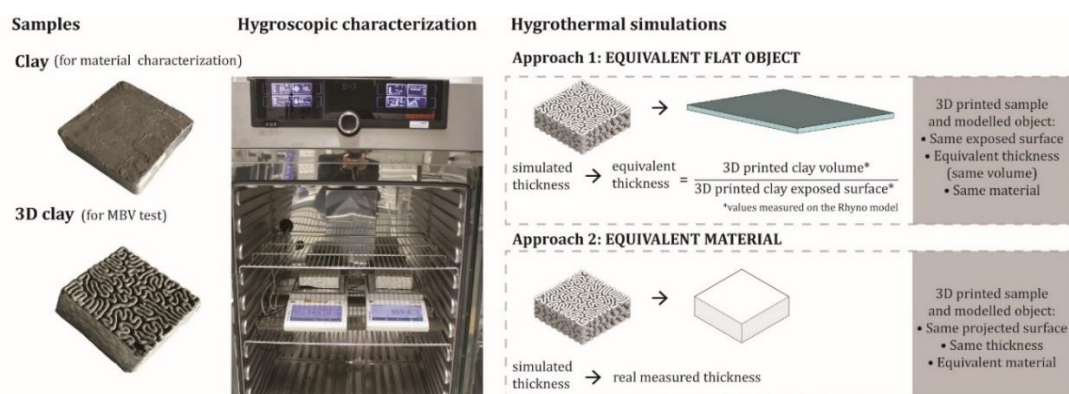 Samples
Clay (for material characterization)
3D clay (for MBV test)
Hygroscopic characterization
Hygrothermal simulations
Approach 1: EQUIVALENT FLAT OBJECT
simulated
thickness
equivalent
thickness
=
3D printed clay volume*
3D printed clay exposed surface*
*values measured on the Rhyno model
3D printed sample
and modelled object:
• Same exposed surface
• Equivalent thickness
(same volume)
• Same material
Approach 2: EQUIVALENT MATERIAL
simulated
thickness
real measured thickness
3D printed sample
and modelled object:
• Same projected surface
• Same thickness
• Equivalent material